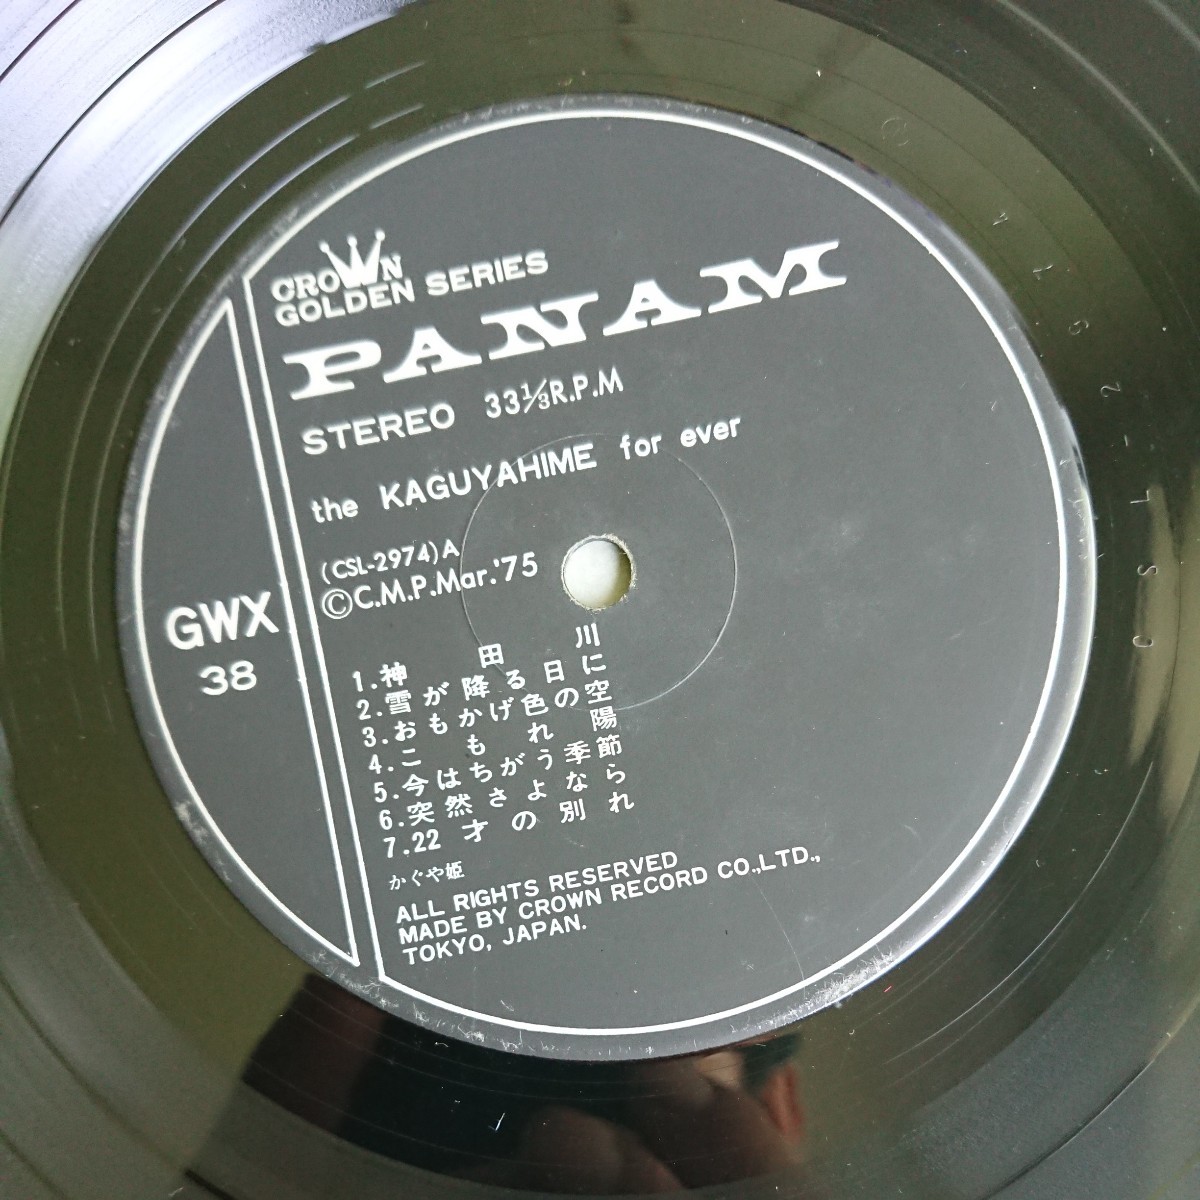 CROWN
GOLDEN SERIES
PANAM
STEREO 33⅓R.P.M
the KAGUYAHIME for ever
(CSL-2974)A
©C.M.P.Mar.'75
GWX
38
1.神田川
2.雪が降る日に
3.おもかげ色の空
4.こもれ陽
5.今はちがう季節
6.突然さよなら
7.22才の別れ
かぐや姫
ALL RIGHTS RESERVED
MADE BY CROWN RECORD CO.,LTD.,
TOKYO, JAPAN.